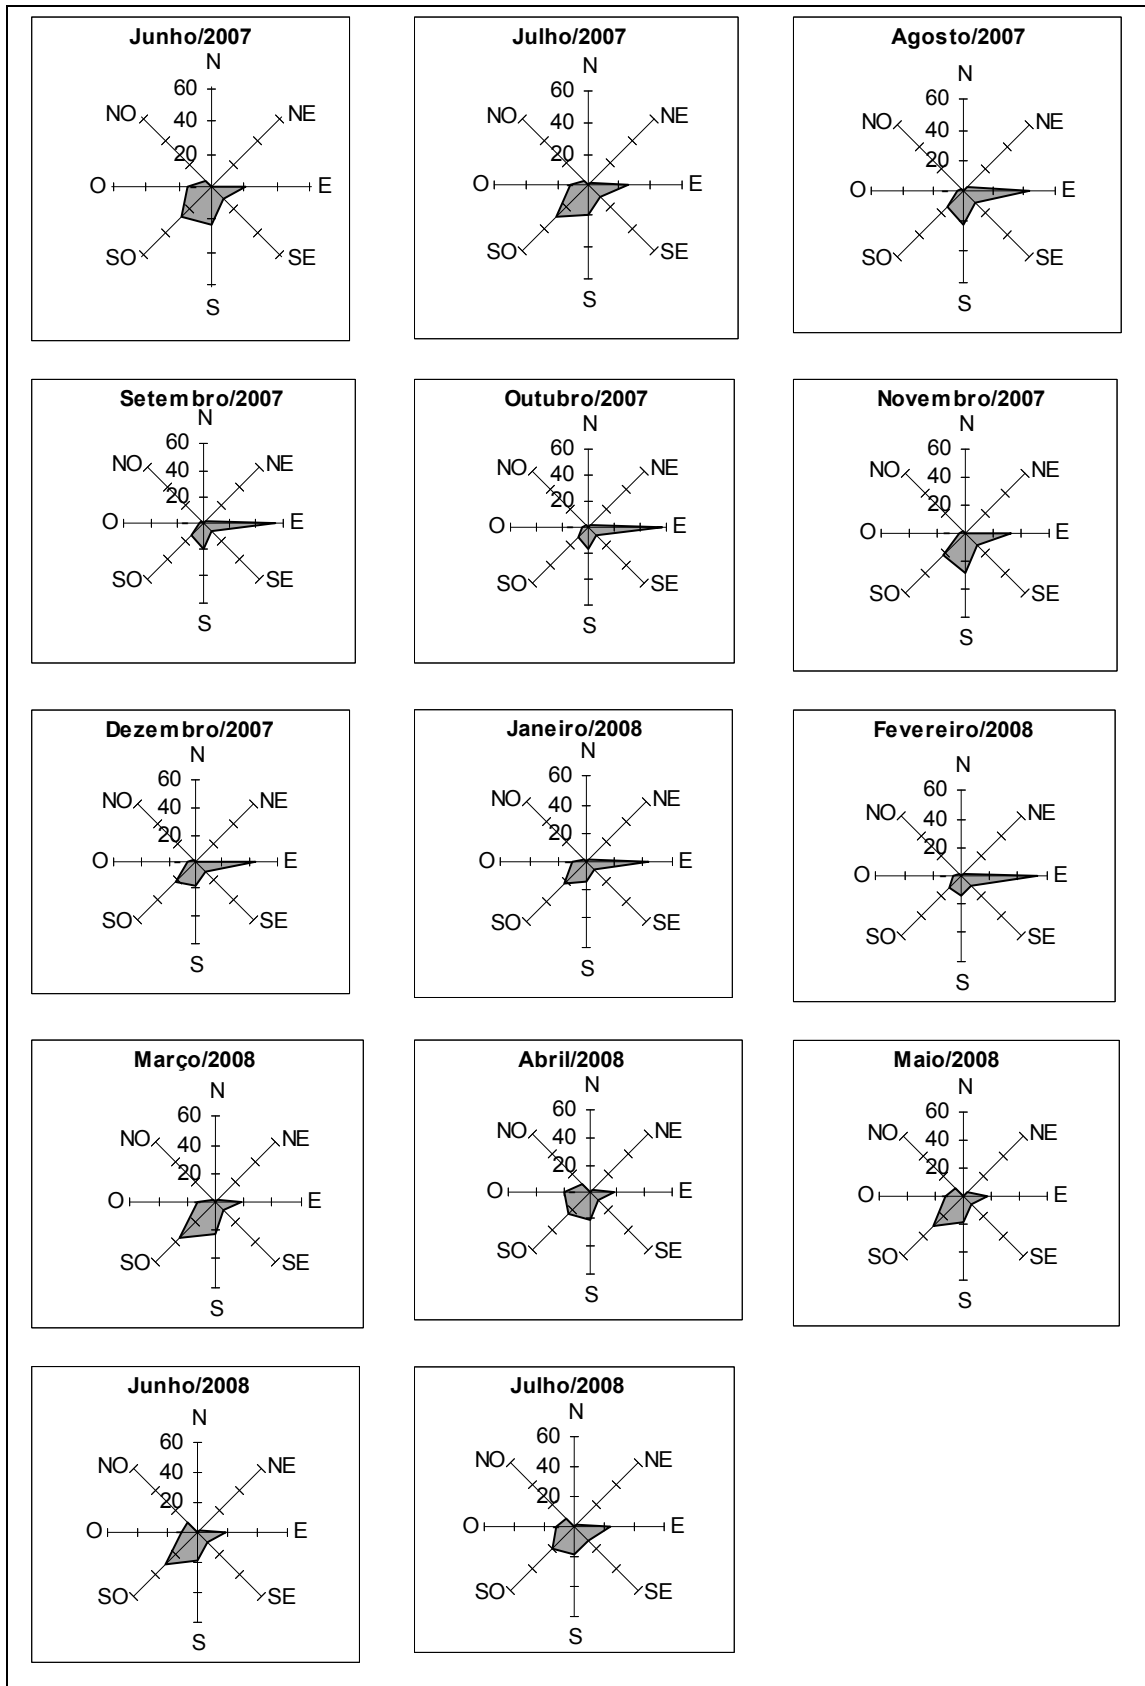 Junho/2007
N
60
40
20
NO
NE
O
E
SO
SE
S
Julho/2007
N
60
40
20
NO
NE
O
E
SO
SE
S
Agosto/2007
N
60
40
20
NO
NE
O
E
SO
SE
S
Setembro/2007
N
60
40
20
NO
NE
O
E
SO
SE
S
Outubro/2007
N
60
40
20
NO
NE
O
E
SO
SE
S
Novembro/2007
N
60
40
20
NO
NE
O
E
SO
SE
S
Dezembro/2007
N
60
40
20
NO
NE
O
E
SO
SE
S
Janeiro/2008
N
60
40
20
NO
NE
O
E
SO
SE
S
Fevereiro/2008
N
60
40
20
NO
NE
O
E
SO
SE
S
Março/2008
N
60
40
20
NO
NE
O
E
SO
SE
S
Abril/2008
N
60
40
20
NO
NE
O
E
SO
SE
S
Maio/2008
N
60
40
20
NO
NE
O
E
SO
SE
S
Junho/2008
N
60
40
20
NO
NE
O
E
SO
SE
S
Julho/2008
N
60
40
20
NO
NE
O
E
SO
SE
S